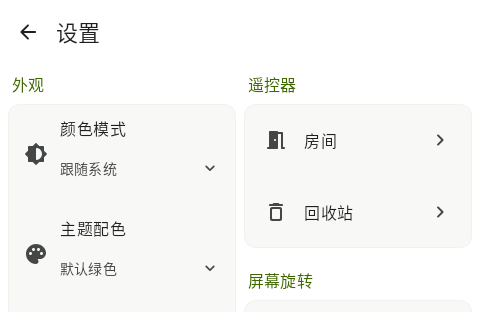 设置
外观
颜色模式
跟随系统
主题配色
默认绿色
遥控器
房间
回收站
屏幕旋转